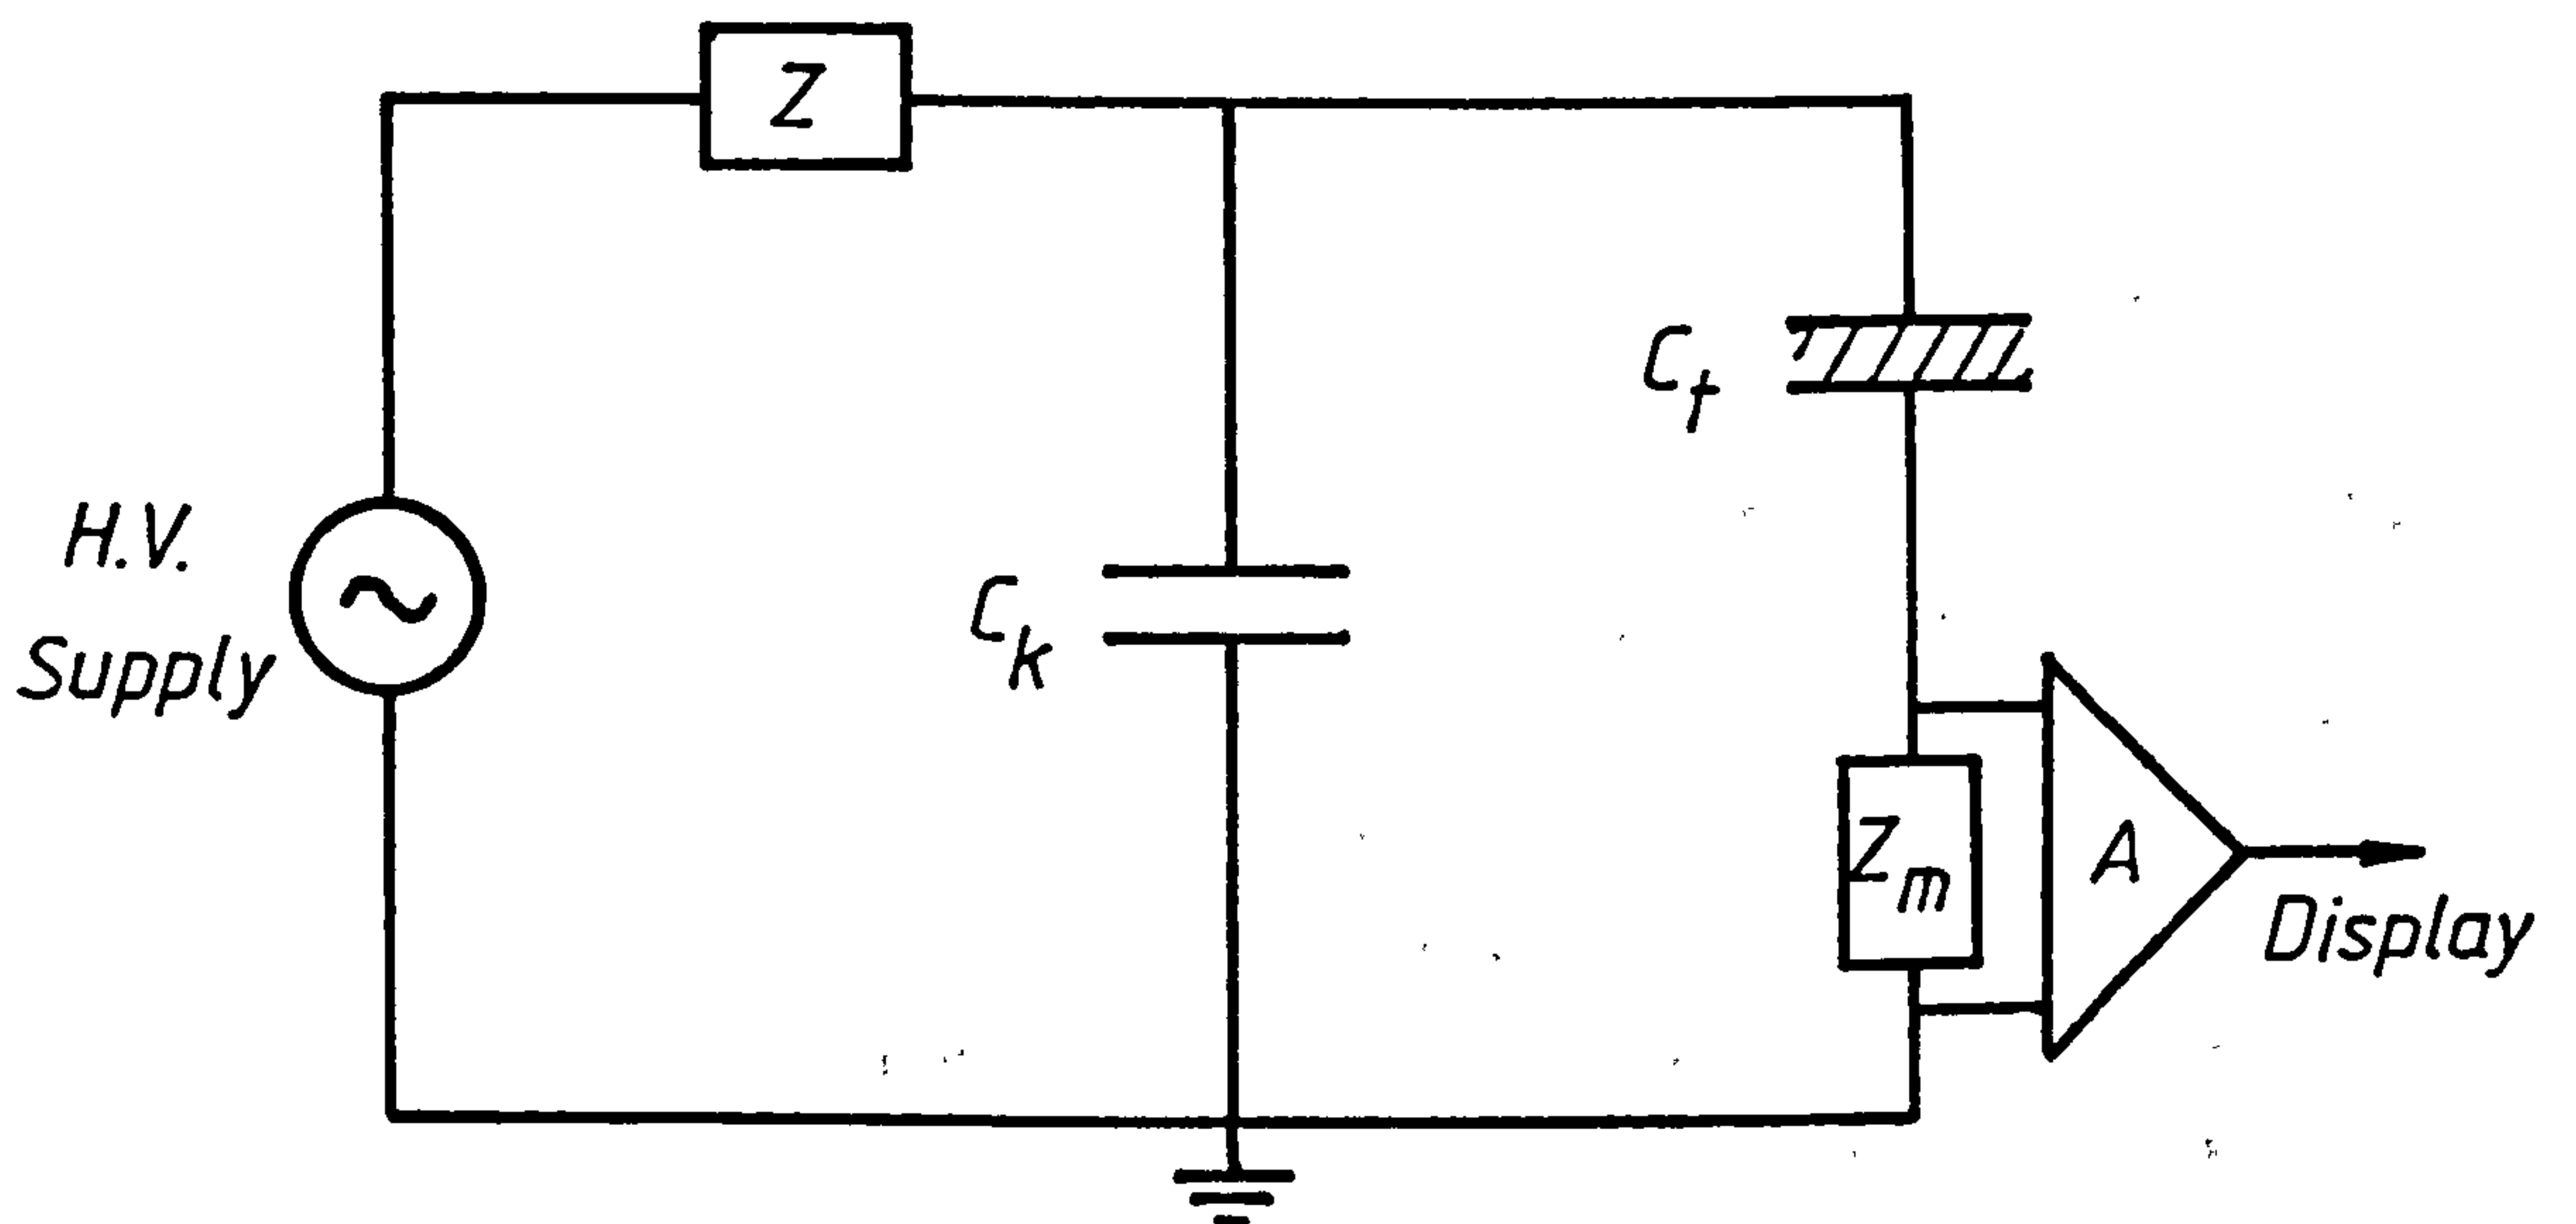 Z
C_t
H.V.
Supply
C_k
Z_m
A
Display